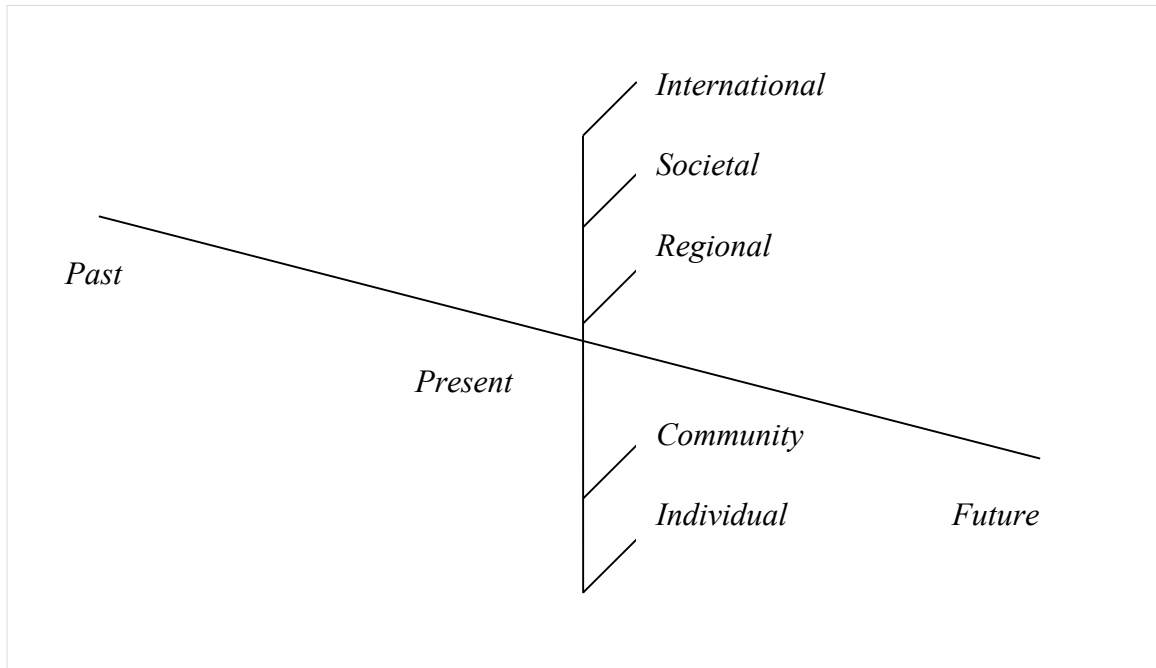 International
Societal
Regional
Past
Present
Community
Individual
Future